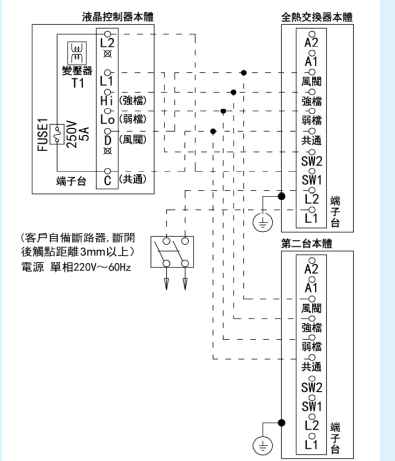 液晶控制器本體
L2
變壓器
T1
L1
Hi (強檔)
Lo (弱檔)
FUSE1
250V
5A
D (風閥)
端子台
C (共通)
全熱交換器本體
A2
A1
風閥
強檔
弱檔
共通
SW2
SW1
L2
L1
端子台
(客戶自備斷路器, 斷開
後觸點距離3mm以上)
電源 單相220V～60Hz
第二台本體
A2
A1
風閥
強檔
弱檔
共通
SW2
SW1
L2
L1
端子台